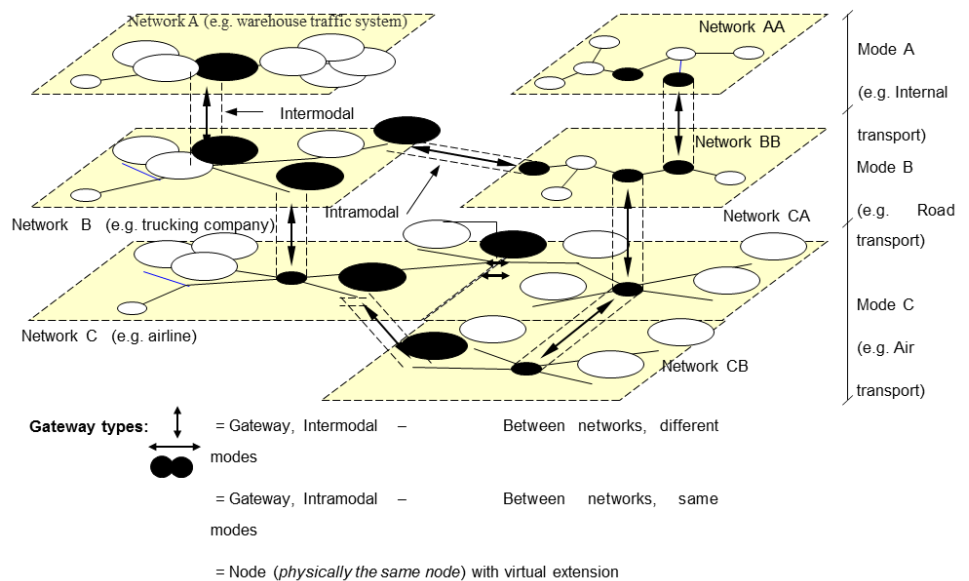 Network A (e.g. warehouse traffic system)
Network AA
Mode A
(e.g. Internal
transport)
Intermodal
Network BB
Mode B
(e.g. Road
transport)
Intramodal
Network B (e.g. trucking company)
Network CA
Mode C
(e.g. Air
transport)
Network C (e.g. airline)
Network CB
Gateway types:
= Gateway, Intermodal – Between networks, different
modes
= Gateway, Intramodal – Between networks, same
modes
= Node (physically the same node) with virtual extension